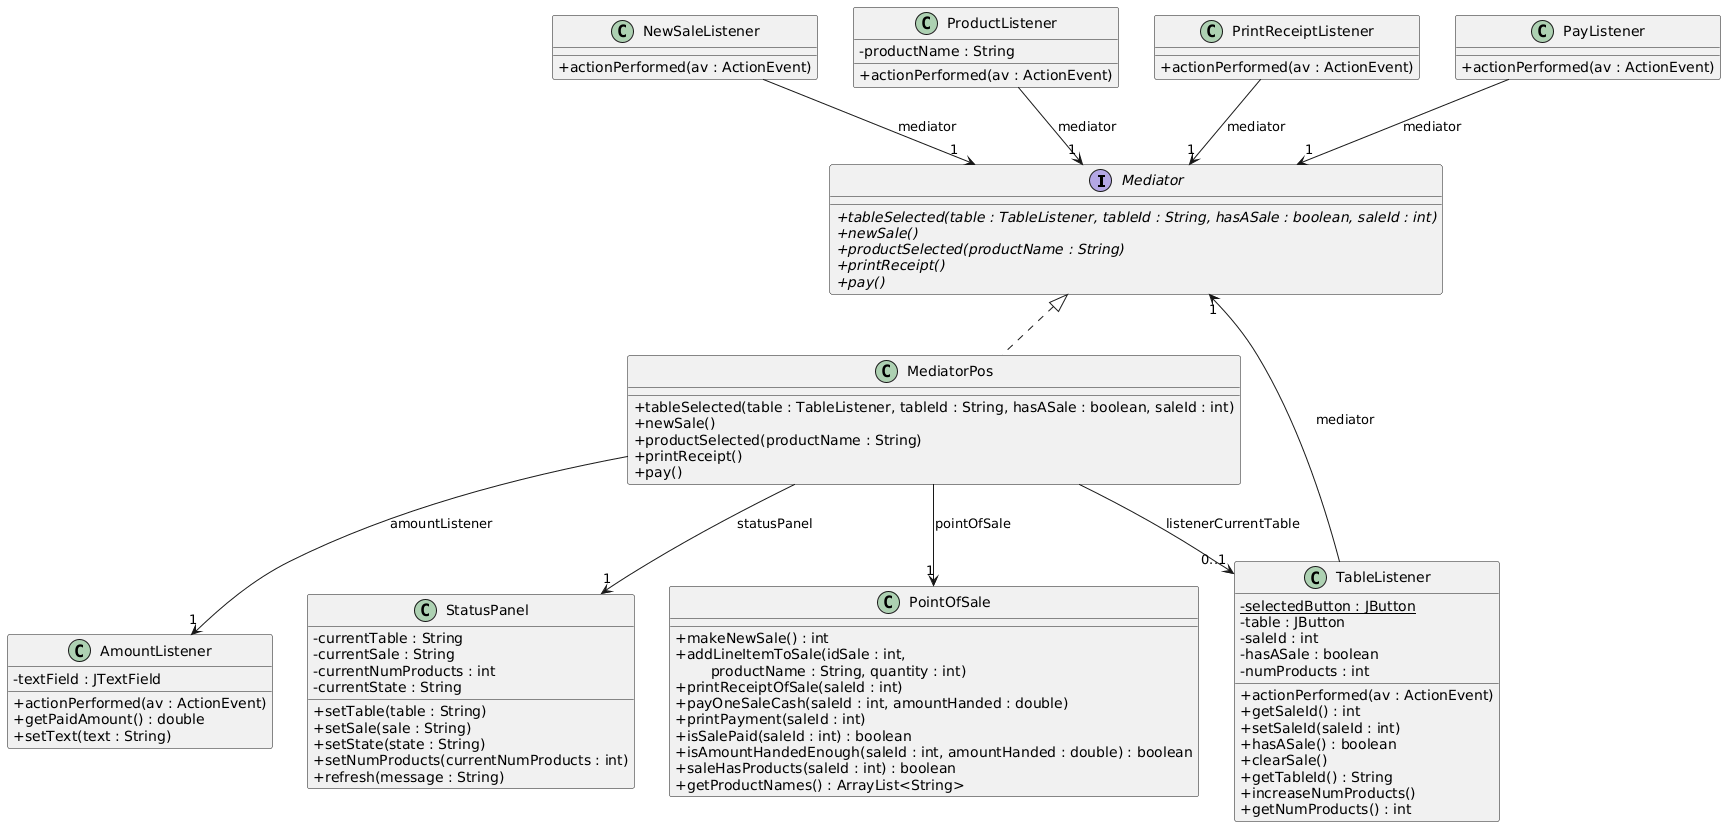 C NewSaleListener
+actionPerformed(av : ActionEvent)
C ProductListener
-productName : String
+actionPerformed(av : ActionEvent)
C PrintReceiptListener
+actionPerformed(av : ActionEvent)
C PayListener
+actionPerformed(av : ActionEvent)
mediator
1
mediator
1
mediator
1
mediator
1
I Mediator
+tableSelected(table : TableListener, tableId : String, hasASale : boolean, saleId : int)
+newSale()
+productSelected(productName : String)
+printReceipt()
+pay()
1
mediator
C MediatorPos
+tableSelected(table : TableListener, tableId : String, hasASale : boolean, saleId : int)
+newSale()
+productSelected(productName : String)
+printReceipt()
+pay()
amountListener
1
statusPanel
1
pointOfSale
1
listenerCurrentTable
0..1
C AmountListener
-textField : JTextField
+actionPerformed(av : ActionEvent)
+getPaidAmount() : double
+setText(text : String)
C StatusPanel
-currentTable : String
-currentSale : String
-currentNumProducts : int
-currentState : String
+setTable(table : String)
+setSale(sale : String)
+setState(state : String)
+setNumProducts(currentNumProducts : int)
+refresh(message : String)
C PointOfSale
+makeNewSale() : int
+addLineItemToSale(idSale : int,
productName : String, quantity : int)
+printReceiptOfSale(saleId : int)
+payOneSaleCash(saleId : int, amountHanded : double)
+printPayment(saleId : int)
+isSalePaid(saleId : int) : boolean
+isAmountHandedEnough(saleId : int, amountHanded : double) : boolean
+saleHasProducts(saleId : int) : boolean
+getProductNames() : ArrayList<String>
C TableListener
-selectedButton : JButton
-table : JButton
-saleId : int
-hasASale : boolean
-numProducts : int
+actionPerformed(av : ActionEvent)
+getSaleId() : int
+setSaleId(saleId : int)
+hasASale() : boolean
+clearSale()
+getTableId() : String
+increaseNumProducts()
+getNumProducts() : int